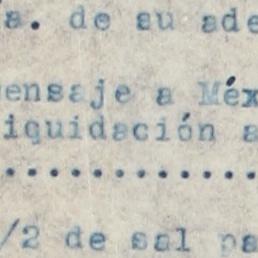 a. de su ade
ensaje a Méx
iquidación a
..............
/2 de sal pa